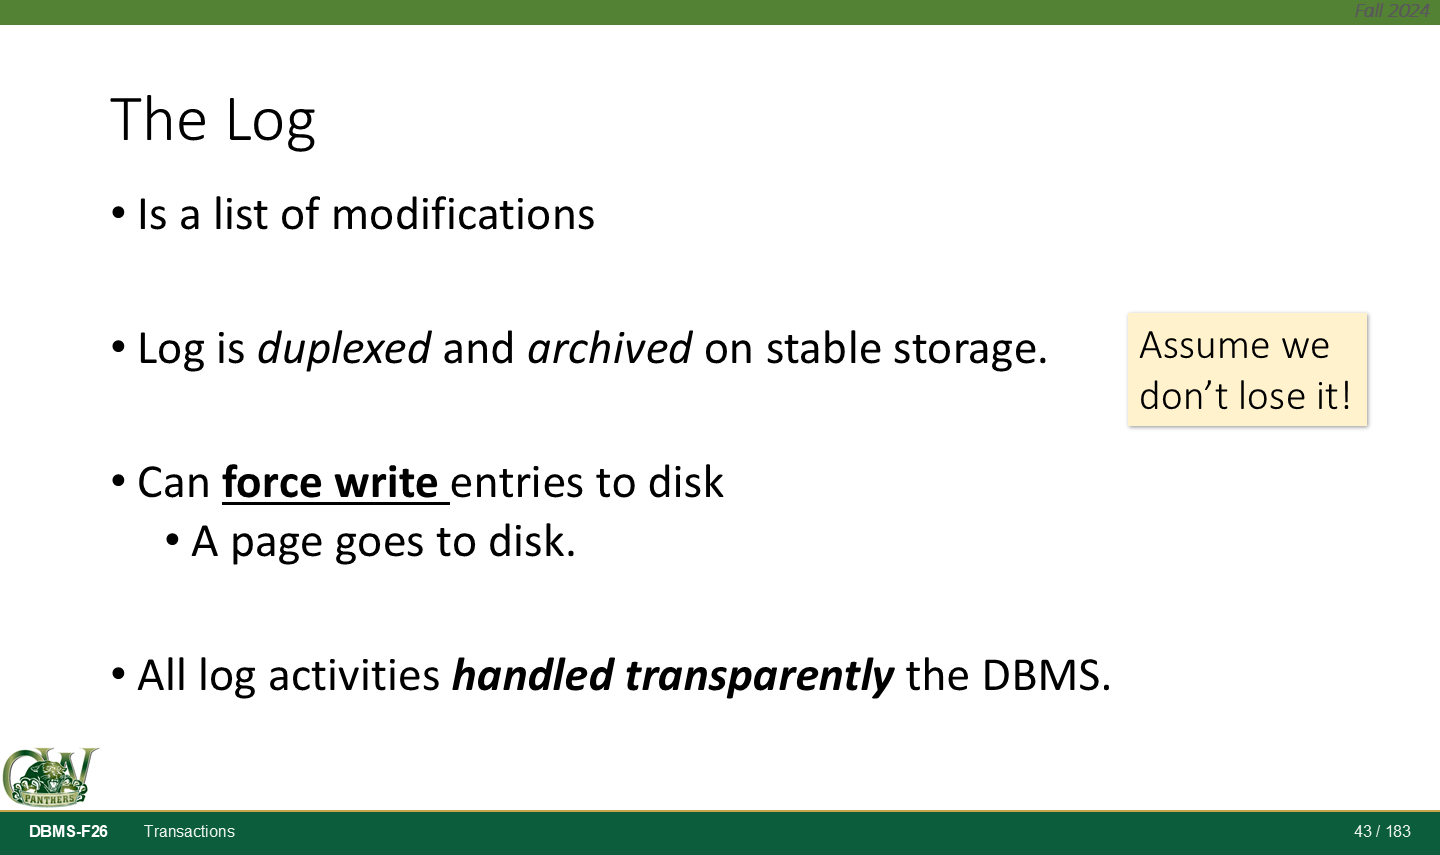 Fall 2024
The Log
• Is a list of modifications
• Log is duplexed and archived on stable storage.
Assume we
don’t lose it!
• Can force write entries to disk
• A page goes to disk.
• All log activities handled transparently the DBMS.
OW
PANTHERS
DBMS-F26 Transactions 43 / 183